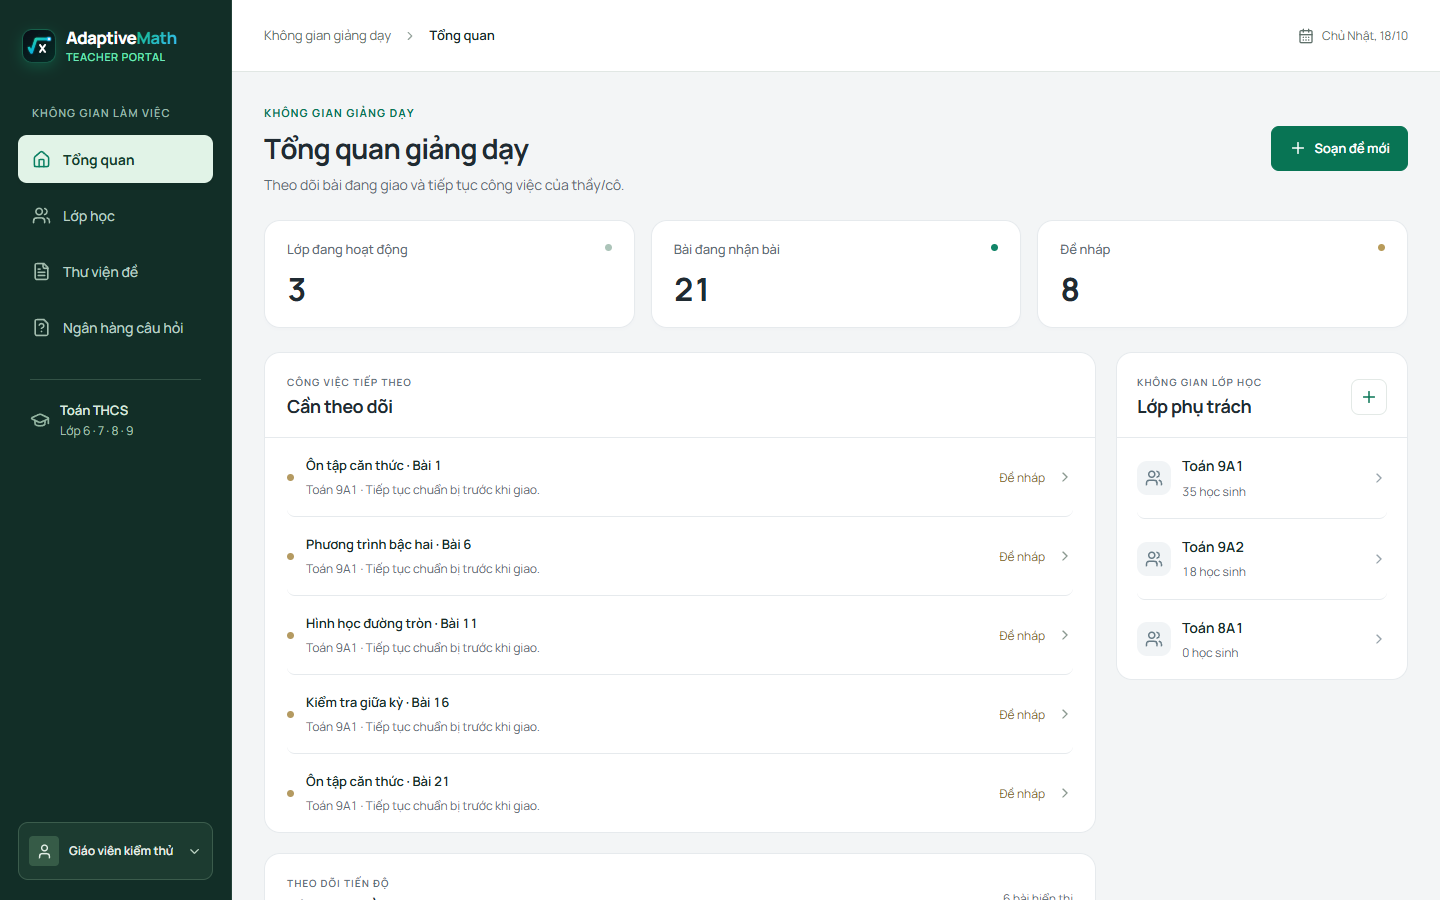 AdaptiveMath
TEACHER PORTAL
KHÔNG GIAN LÀM VIỆC
Tổng quan
Lớp học
Thư viện đề
Ngân hàng câu hỏi
Toán THCS
Lớp 6 · 7 · 8 · 9
Giáo viên kiểm thử
Không gian giảng dạy > Tổng quan
Chủ Nhật, 18/10
KHÔNG GIAN GIẢNG DẠY
Tổng quan giảng dạy
Theo dõi bài đang giao và tiếp tục công việc của thầy/cô.
+ Soạn đề mới
Lớp đang hoạt động
3
Bài đang nhận bài
21
Đề nháp
8
CÔNG VIỆC TIẾP THEO
Cần theo dõi
Ôn tập căn thức · Bài 1
Toán 9A1 · Tiếp tục chuẩn bị trước khi giao.
Đề nháp
Phương trình bậc hai · Bài 6
Toán 9A1 · Tiếp tục chuẩn bị trước khi giao.
Đề nháp
Hình học đường tròn · Bài 11
Toán 9A1 · Tiếp tục chuẩn bị trước khi giao.
Đề nháp
Kiểm tra giữa kỳ · Bài 16
Toán 9A1 · Tiếp tục chuẩn bị trước khi giao.
Đề nháp
Ôn tập căn thức · Bài 21
Toán 9A1 · Tiếp tục chuẩn bị trước khi giao.
Đề nháp
KHÔNG GIAN LỚP HỌC
Lớp phụ trách
Toán 9A1
35 học sinh
Toán 9A2
18 học sinh
Toán 8A1
0 học sinh
THEO DÕI TIẾN ĐỘ
6 bài hiển thị